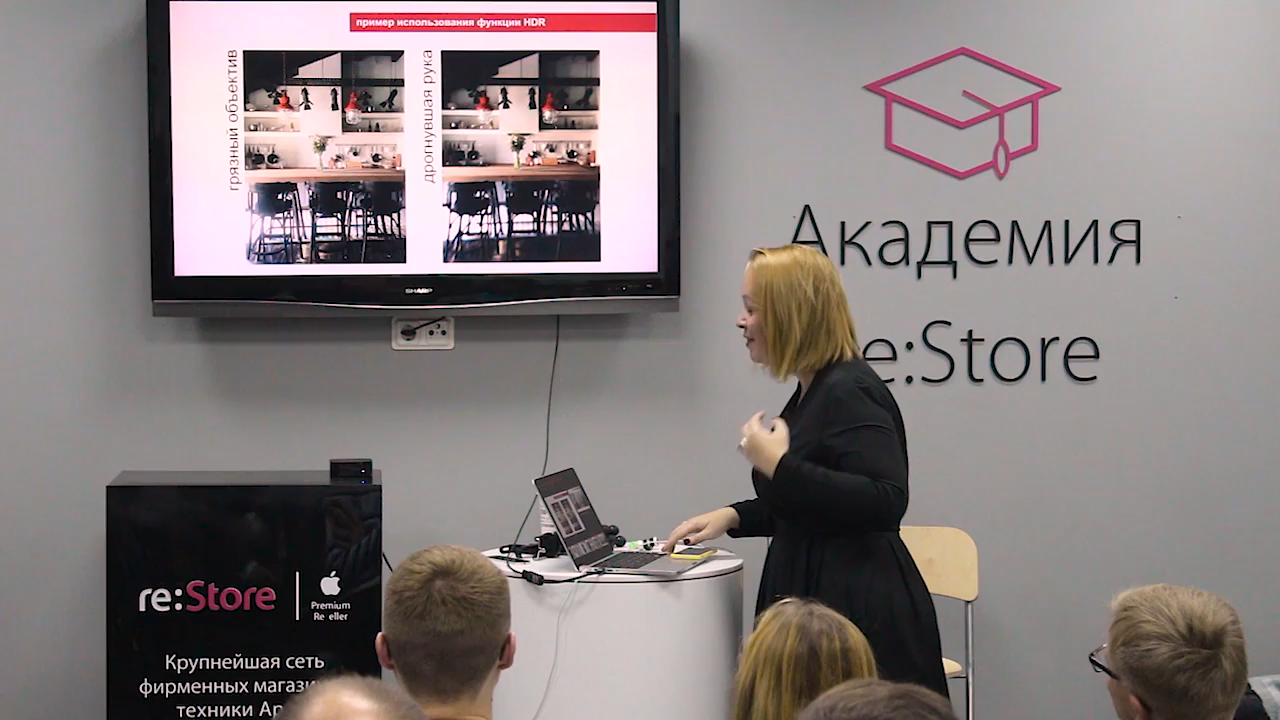 пример использования функции HDR
грязный объектив
дрогнувшая рука
SHARP
Академия
re:Store
re:Store
Premium
Re eller
Крупнейшая сеть
фирменных магази
техники Ap